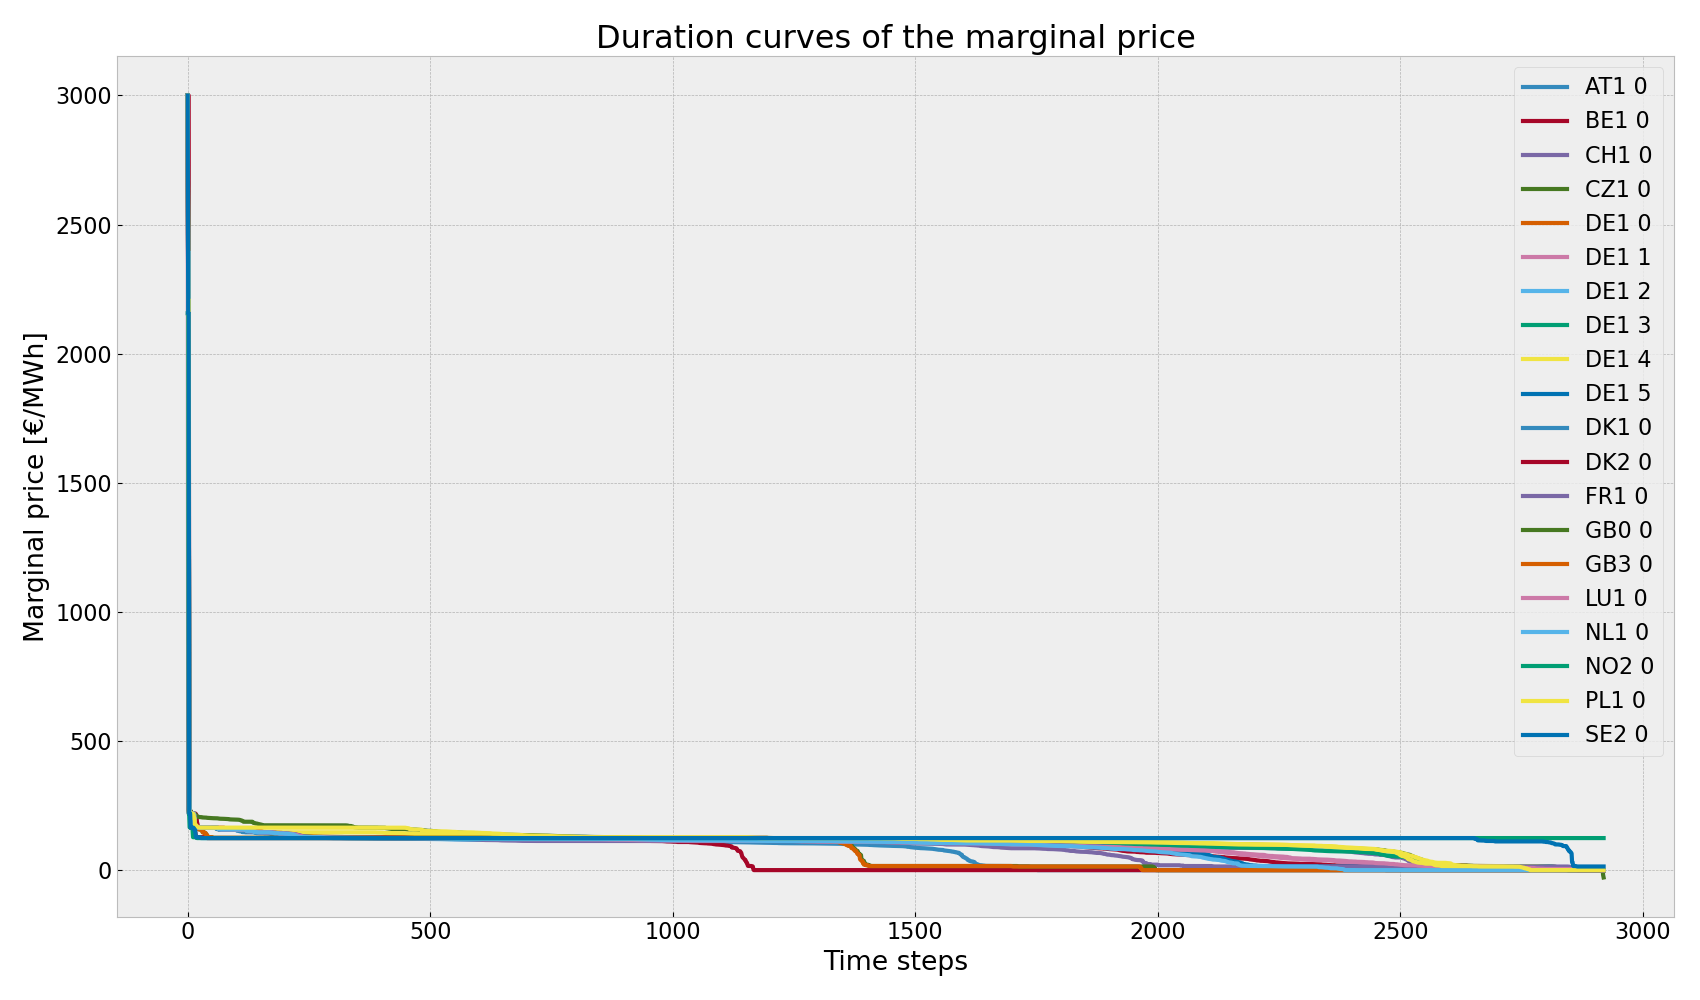 Duration curves of the marginal price
Marginal price [€/MWh]
3000
2500
2000
1500
1000
500
0
0
500
1000
1500
2000
2500
3000
Time steps
AT1 0
BE1 0
CH1 0
CZ1 0
DE1 0
DE1 1
DE1 2
DE1 3
DE1 4
DE1 5
DK1 0
DK2 0
FR1 0
GB0 0
GB3 0
LU1 0
NL1 0
NO2 0
PL1 0
SE2 0